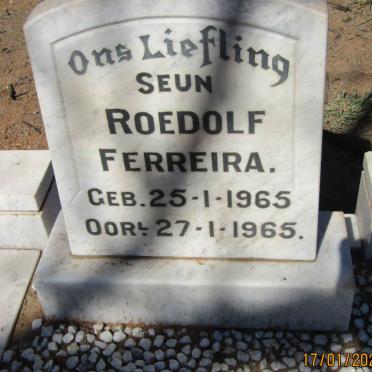 Ons Liefling
SEUN
ROEDOLF
FERREIRA.
GEB. 25-1-1965
OORL. 27-1-1965.